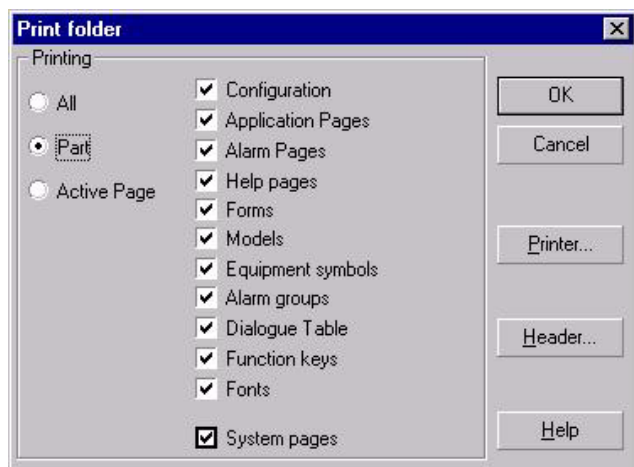 Print folder
Printing
All
Part
Active Page
Configuration
Application Pages
Alarm Pages
Help pages
Forms
Models
Equipment symbols
Alarm groups
Dialogue Table
Function keys
Fonts
System pages
OK
Cancel
Printer...
Header...
Help